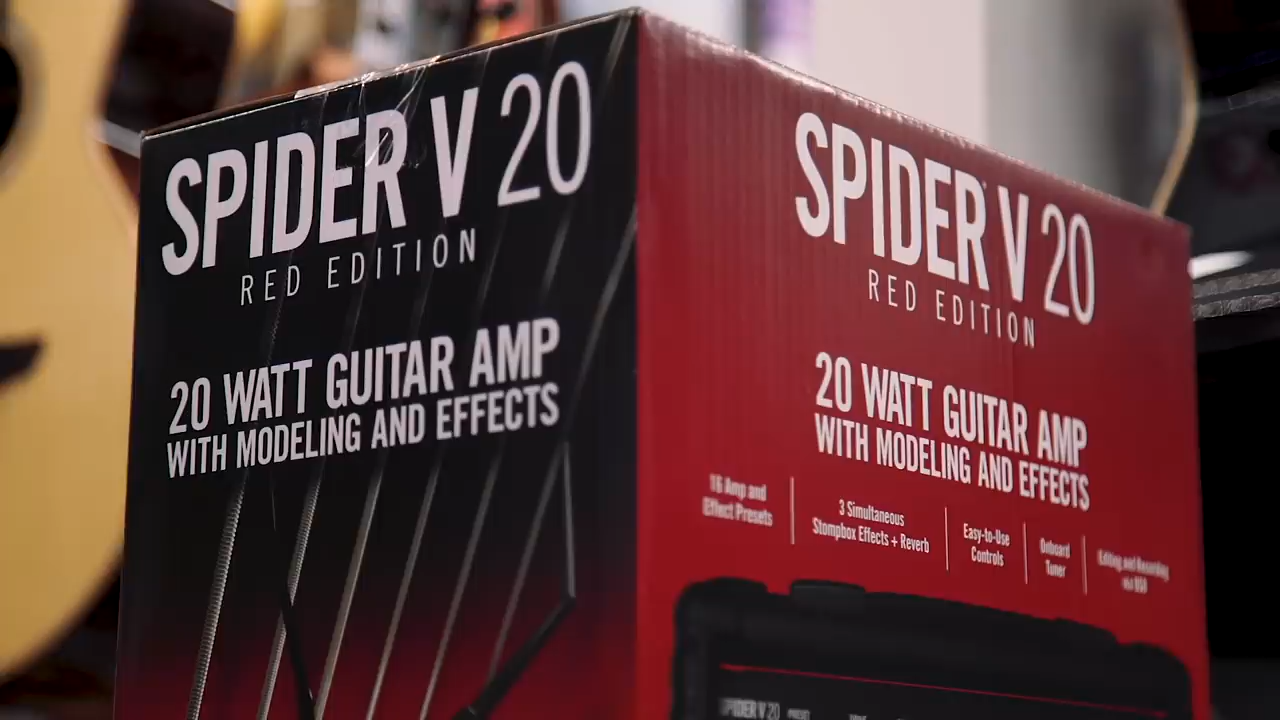 SPIDER V 20
RED EDITION
20 WATT GUITAR AMP
WITH MODELING AND EFFECTS
SPIDER V 20
RED EDITION
20 WATT GUITAR AMP
WITH MODELING AND EFFECTS
16 Amp and
Effect Presets
3 Simultaneous
Stompbox Effects + Reverb
Easy-to-Use
Controls
Onboard
Tuner
Editing and Recording
via USB
SPIDER V 20 PRESET